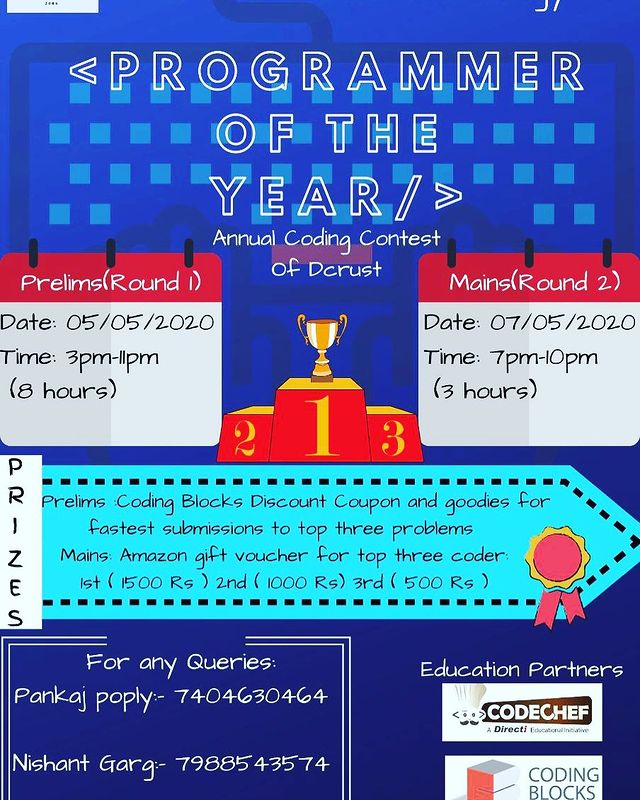 <PROGRAMMER
OF THE
YEAR/>
Annual Coding Contest
Of Dcrust
Prelims(Round 1)
Date: 05/05/2020
Time: 3pm-11pm
(8 hours)
Mains(Round 2)
Date: 07/05/2020
Time: 7pm-10pm
(3 hours)
1
2
3
PRIZES
Prelims :Coding Blocks Discount Coupon and goodies for
fastest submissions to top three problems
Mains: Amazon gift voucher for top three coder:
1st ( 1500 Rs ) 2nd ( 1000 Rs) 3rd ( 500 Rs )
For any Queries:
Pankaj poply:- 7404630464
Nishant Garg:- 7988543574
Education Partners
CODECHEF
A Directi Educational Initiative
CODING
BLOCKS